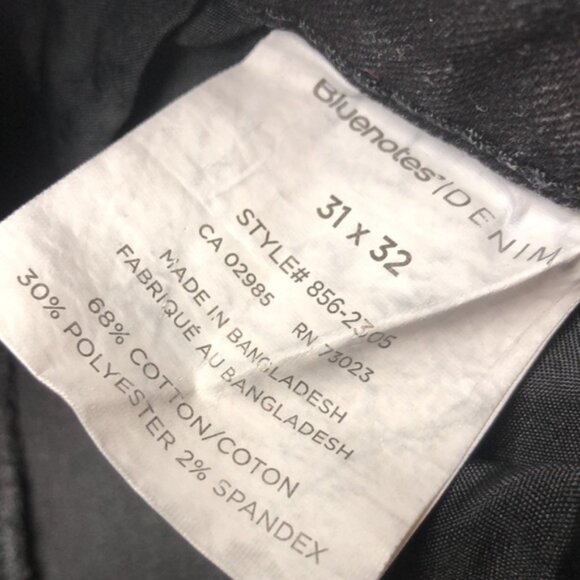 Bluenotes/DENIM
31 x 32
STYLE# 856-2305
CA 02985 RN 73023
MADE IN BANGLADESH
FABRIQUÉ AU BANGLADESH
68% COTTON/COTON
30% POLYESTER 2% SPANDEX